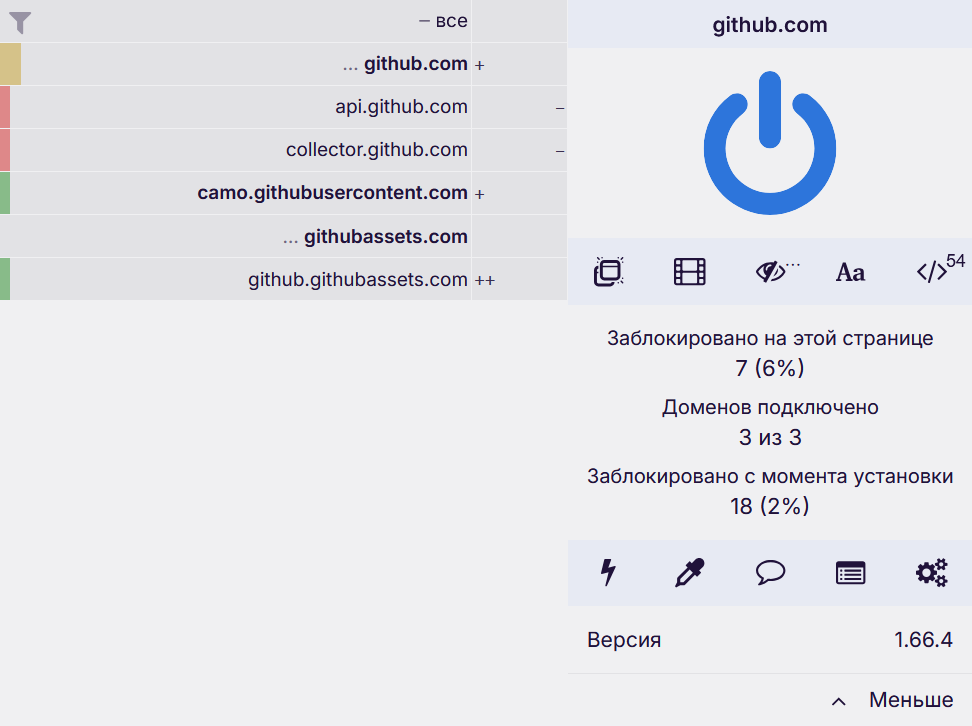 – все
... github.com +
api.github.com –
collector.github.com –
camo.githubusercontent.com +
... githubassets.com
github.githubassets.com ++
github.com
Aa </> 54
Заблокировано на этой странице
7 (6%)
Доменов подключено
3 из 3
Заблокировано с момента установки
18 (2%)
Версия 1.66.4
Меньше